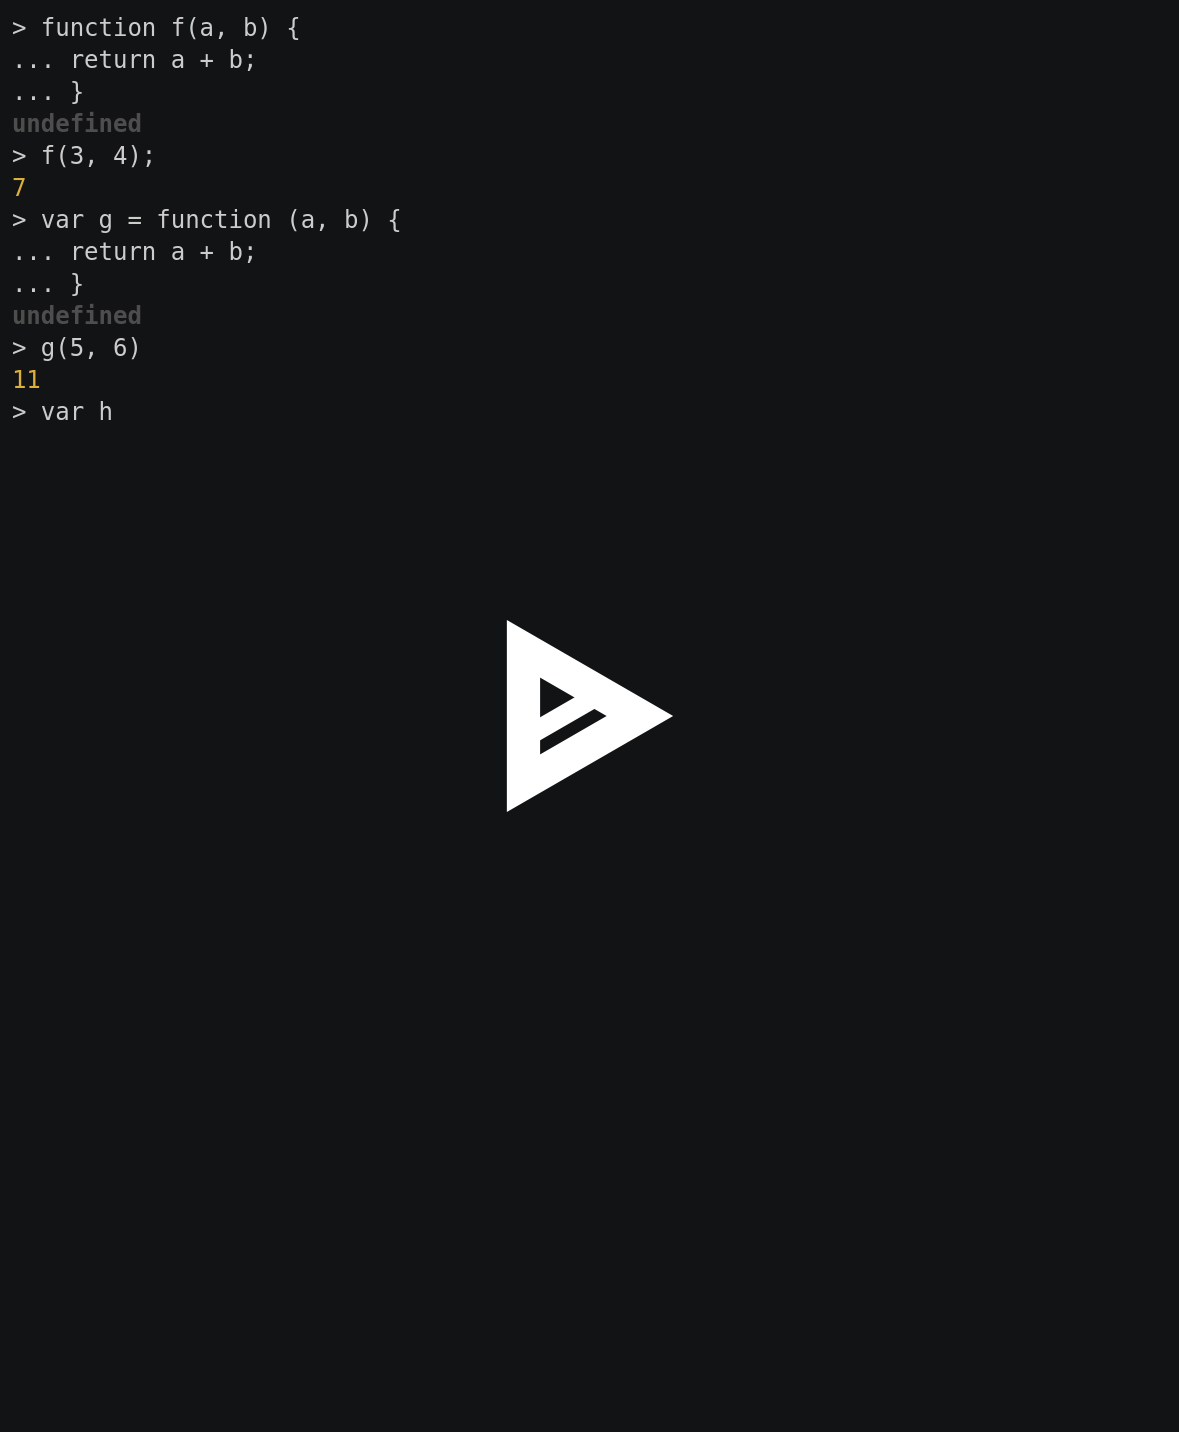 > function f(a, b) {
... return a + b;
... }
undefined
> f(3, 4);
7
> var g = function (a, b) {
... return a + b;
... }
undefined
> g(5, 6)
11
> var h